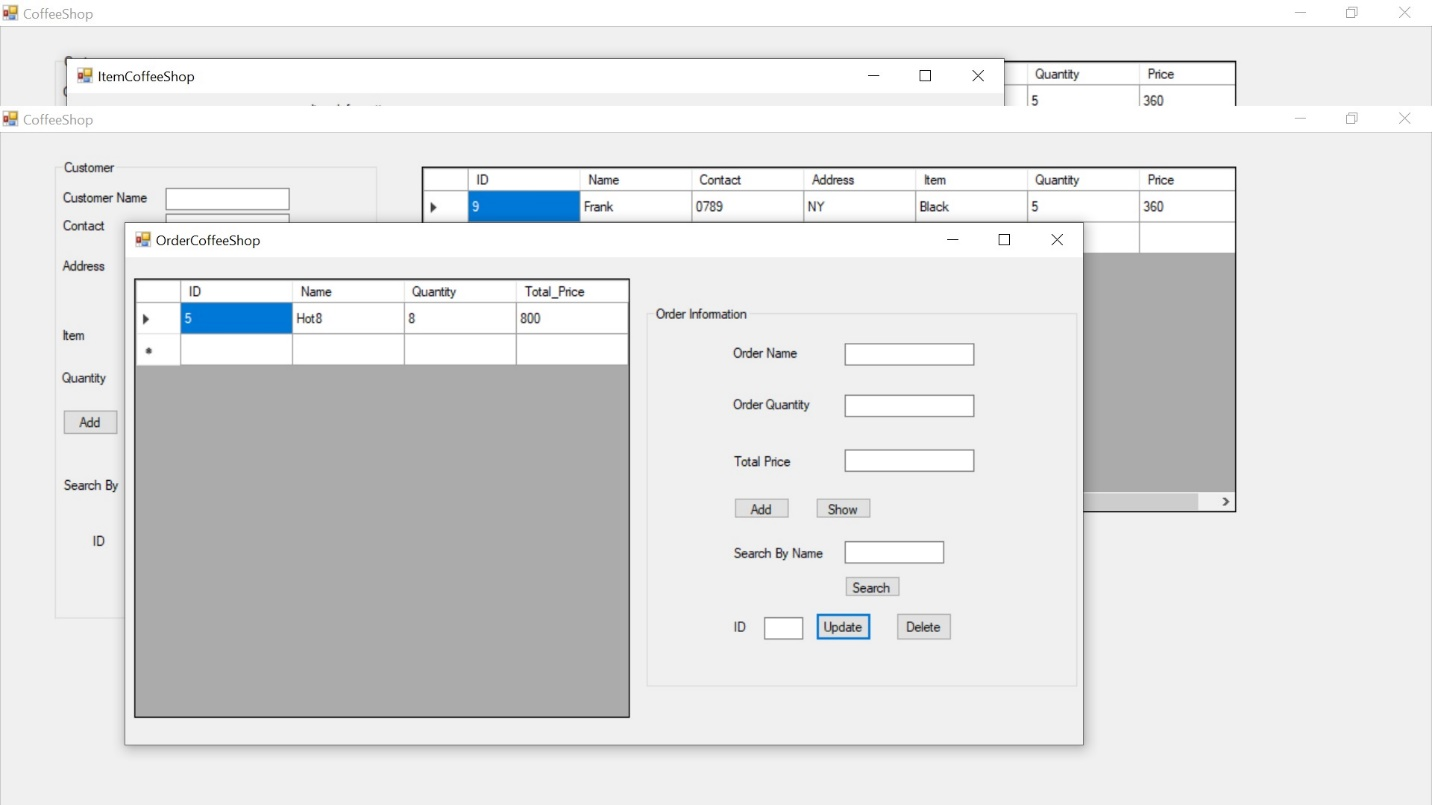 CoffeeShop
ItemCoffeeShop
Quantity Price
5 360
CoffeeShop
Customer
Customer Name
Contact
Address
Item
Quantity
Add
Search By
ID
ID Name Contact Address Item Quantity Price
9 Frank 0789 NY Black 5 360
OrderCoffeeShop
ID Name Quantity Total_Price
5 Hot8 8 800
Order Information
Order Name
Order Quantity
Total Price
Add Show
Search By Name
Search
ID Update Delete